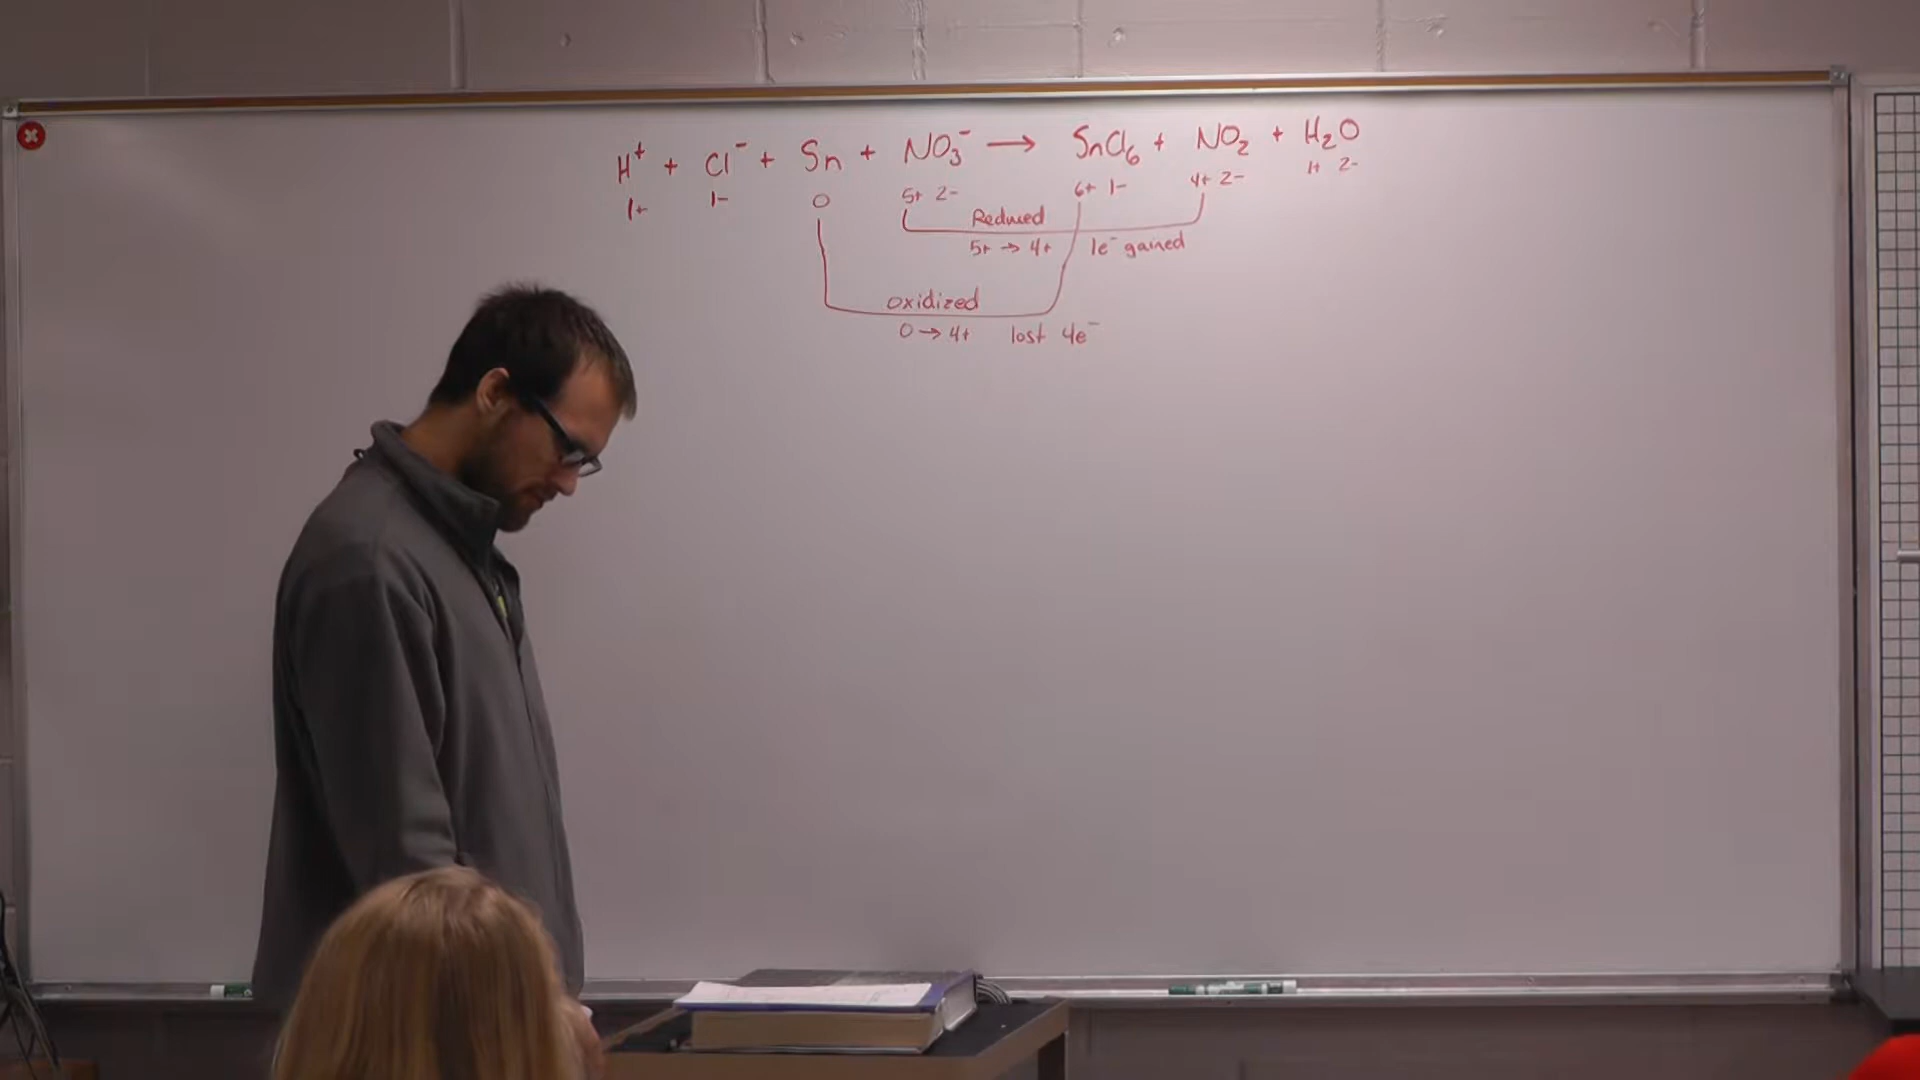 H⁺ + Cl⁻ + Sn + NO₃⁻ → SnCl₆ + NO₂ + H₂O
1+ 1- 0 5+ 2- 6+ 1- 4+ 2- 1+ 2-
Reduced
5+ → 4+ 1e⁻ gained
oxidized
0 → 4+ lost 4e⁻